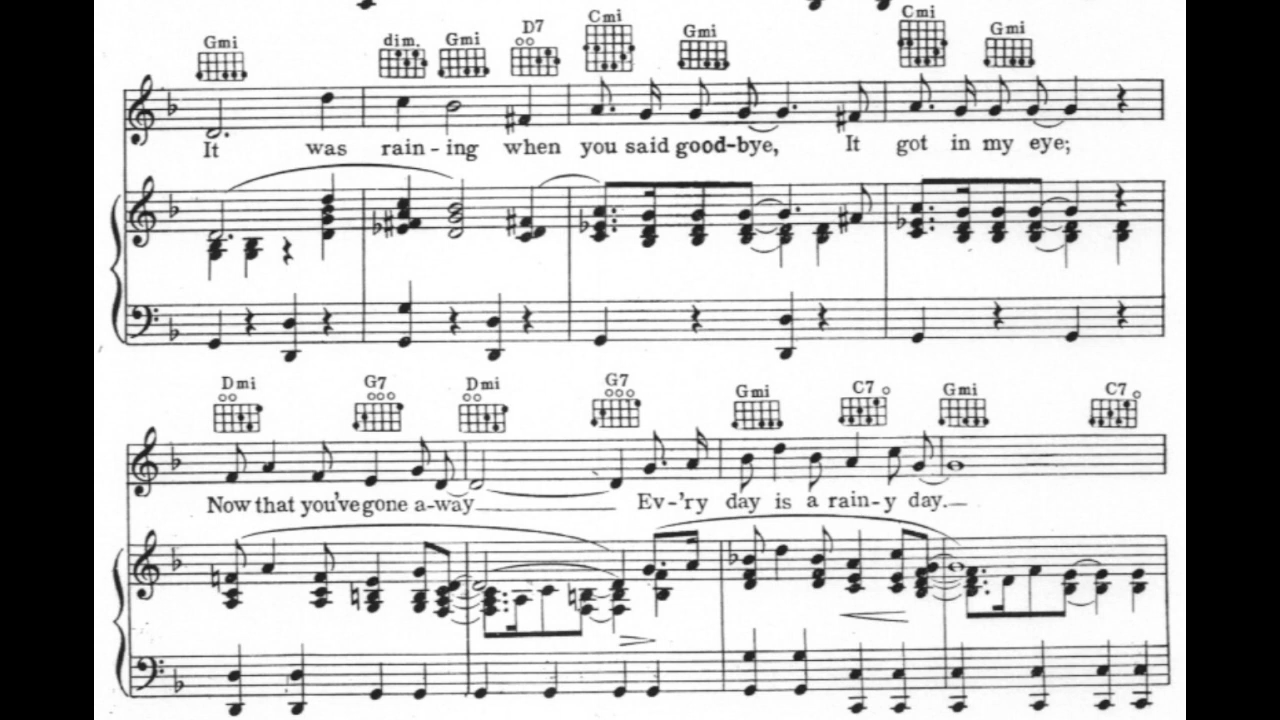 Gmi dim. Gmi D7 Cmi Gmi Cmi Gmi
It was rain - ing when you said good-bye, It got in my eye;
Dmi G7 Dmi G7 Gmi C7 Gmi C7
Now that you've gone a-way Ev-'ry day is a rain-y day.